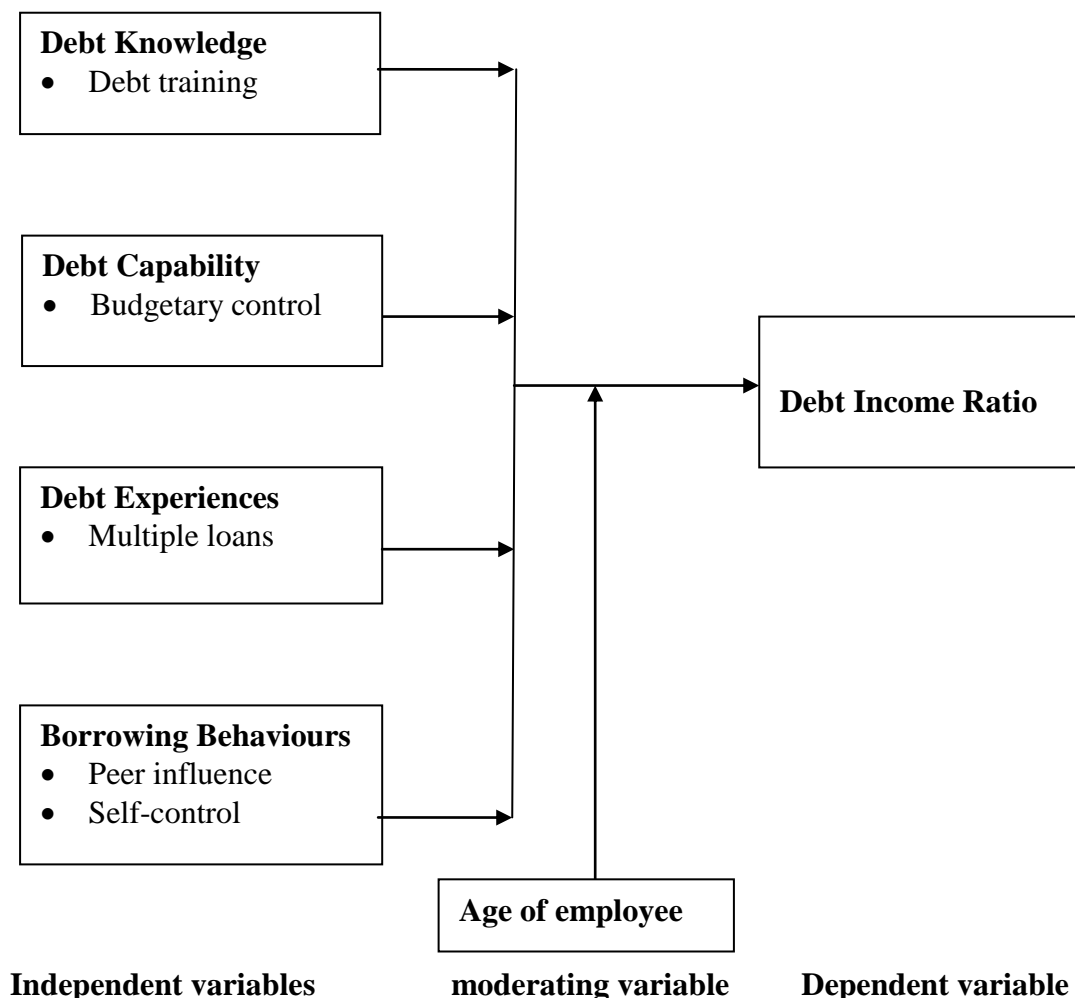 Debt Knowledge
• Debt training
Debt Capability
• Budgetary control
Debt Experiences
• Multiple loans
Borrowing Behaviours
• Peer influence
• Self-control
Debt Income Ratio
Age of employee
Independent variables moderating variable Dependent variable